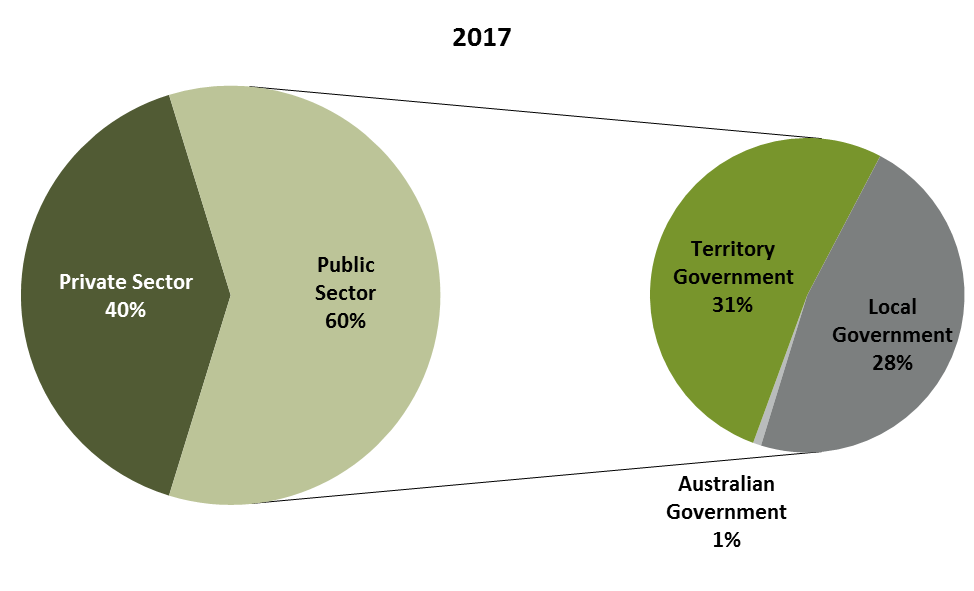 2017
Private Sector
40%
Public
Sector
60%
Territory
Government
31%
Local
Government
28%
Australian
Government
1%